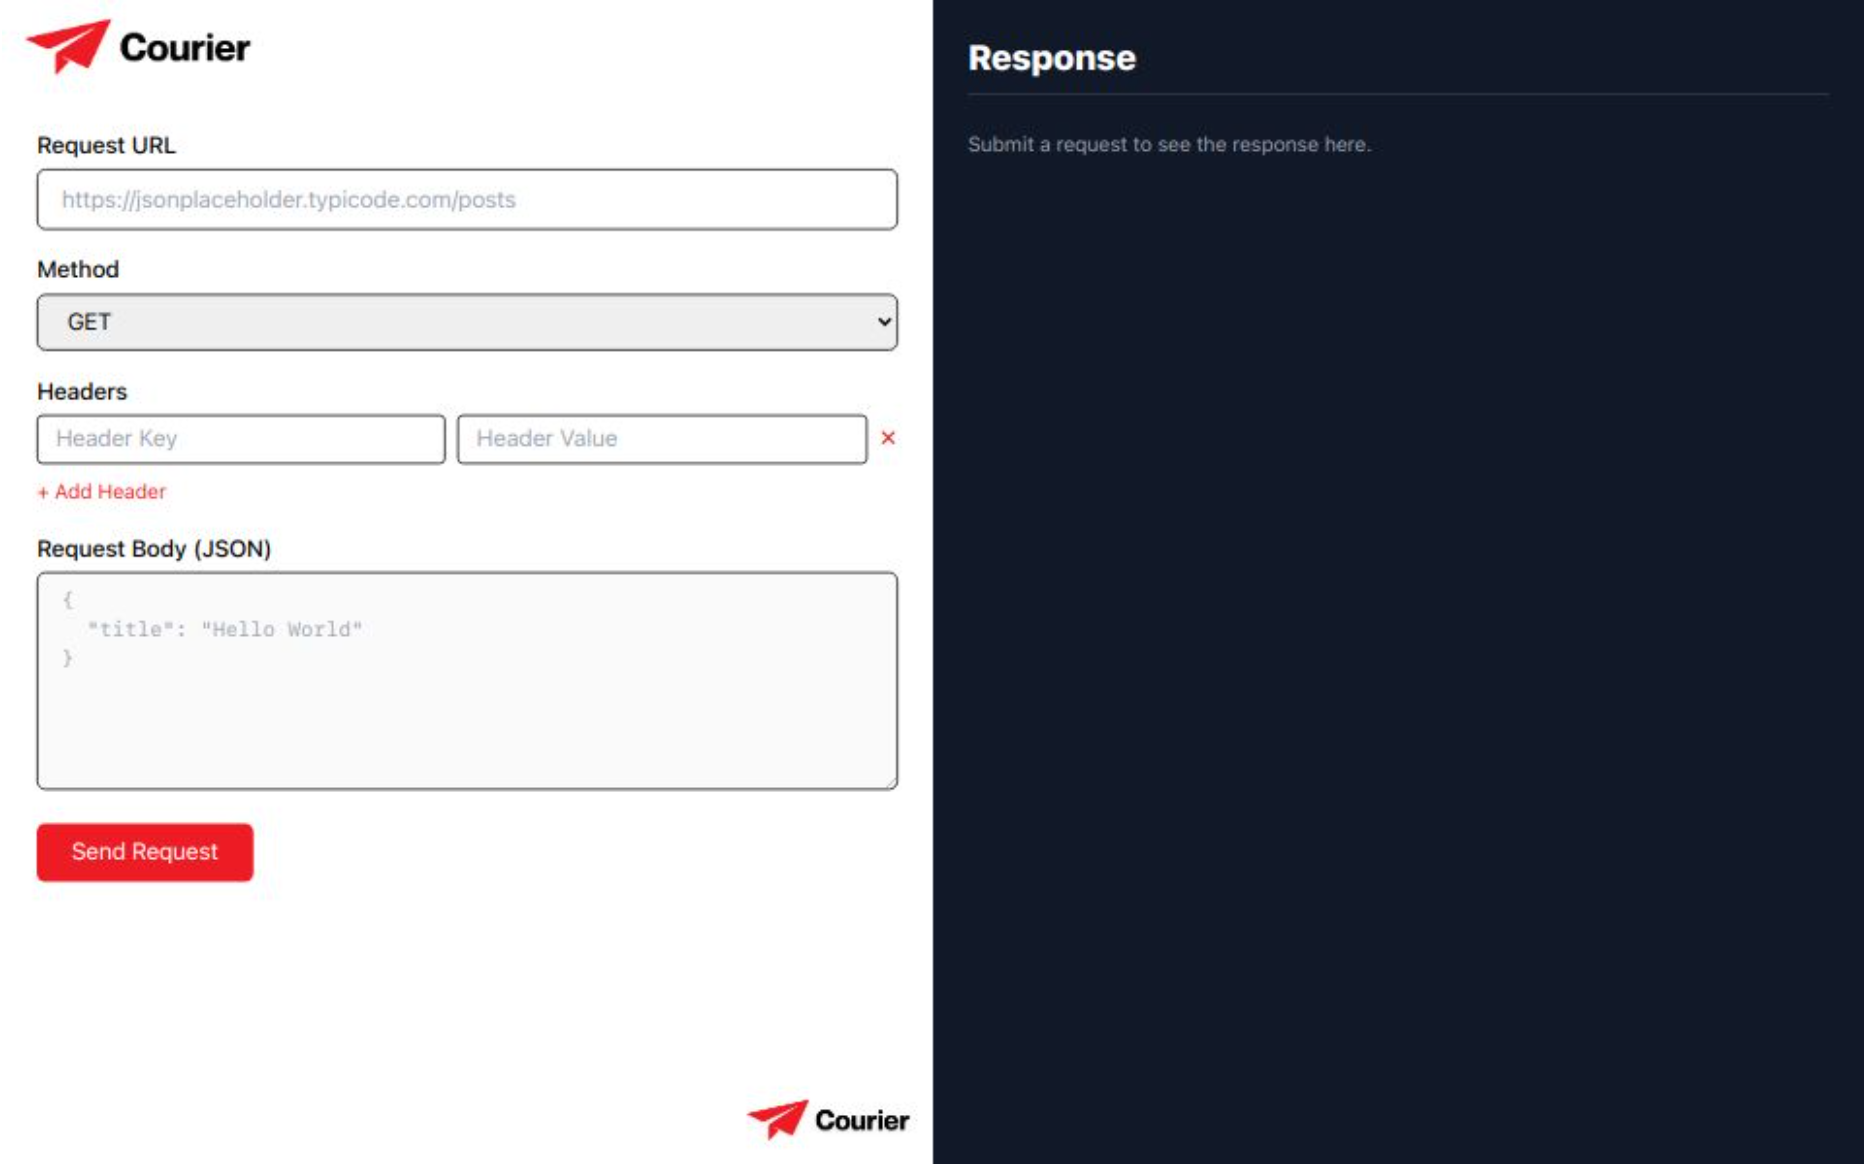 Courier
Request URL
https://jsonplaceholder.typicode.com/posts
Method
GET
Headers
Header Key Header Value ×
+ Add Header
Request Body (JSON)
{
  "title": "Hello World"
}
Send Request
Courier
Response
Submit a request to see the response here.